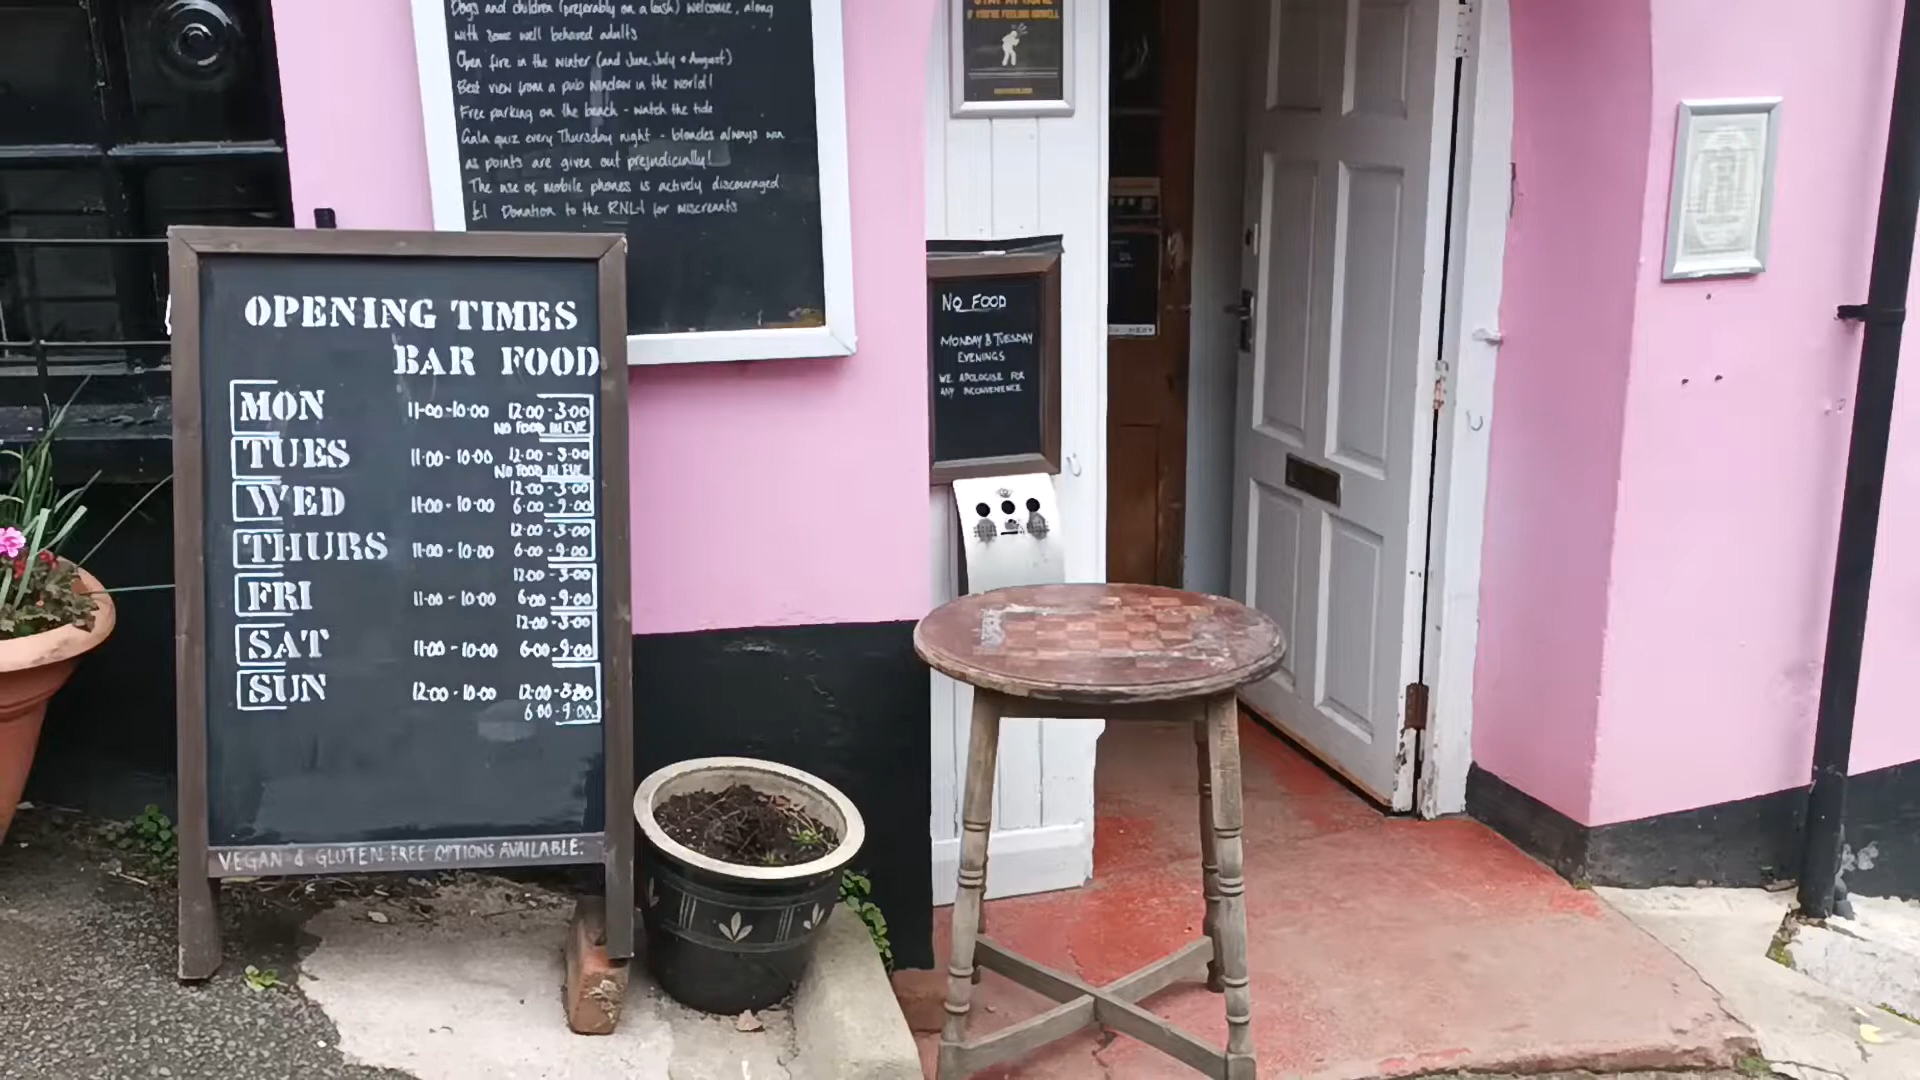 Dogs and children (preferably on a leash) welcome, along
with some well behaved adults
Open fire in the winter (and June, July & August)
Best view from a pub window in the world!
Free parking on the beach - watch the tide
Gala quiz every Thursday night - blondes always win
as points are given out prejudicially!
The use of mobile phones is actively discouraged.
£1 Donation to the RNLI for miscreants
OPENING TIMES
BAR FOOD
MON 11-00-10:00 12:00-3:00
NO FOOD IN EVE
TUES 11:00-10:00 12:00-3:00
NO FOOD IN EVE
12:00-3:00
WED 11:00-10:00 6:00-9:00
12:00-3:00
THURS 11:00-10:00 6:00-9:00
12:00-3:00
FRI 11:00-10:00 6:00-9:00
12:00-3:00
SAT 11:00-10:00 6:00-9:00
SUN 12:00-10:00 12:00-3:30
6:00-9:00
VEGAN & GLUTEN FREE OPTIONS AVAILABLE.
STAY AT HOME
IF YOU'RE FEELING UNWELL
NO FOOD
MONDAY & TUESDAY
EVENINGS
WE APOLOGISE FOR
ANY INCONVENIENCE